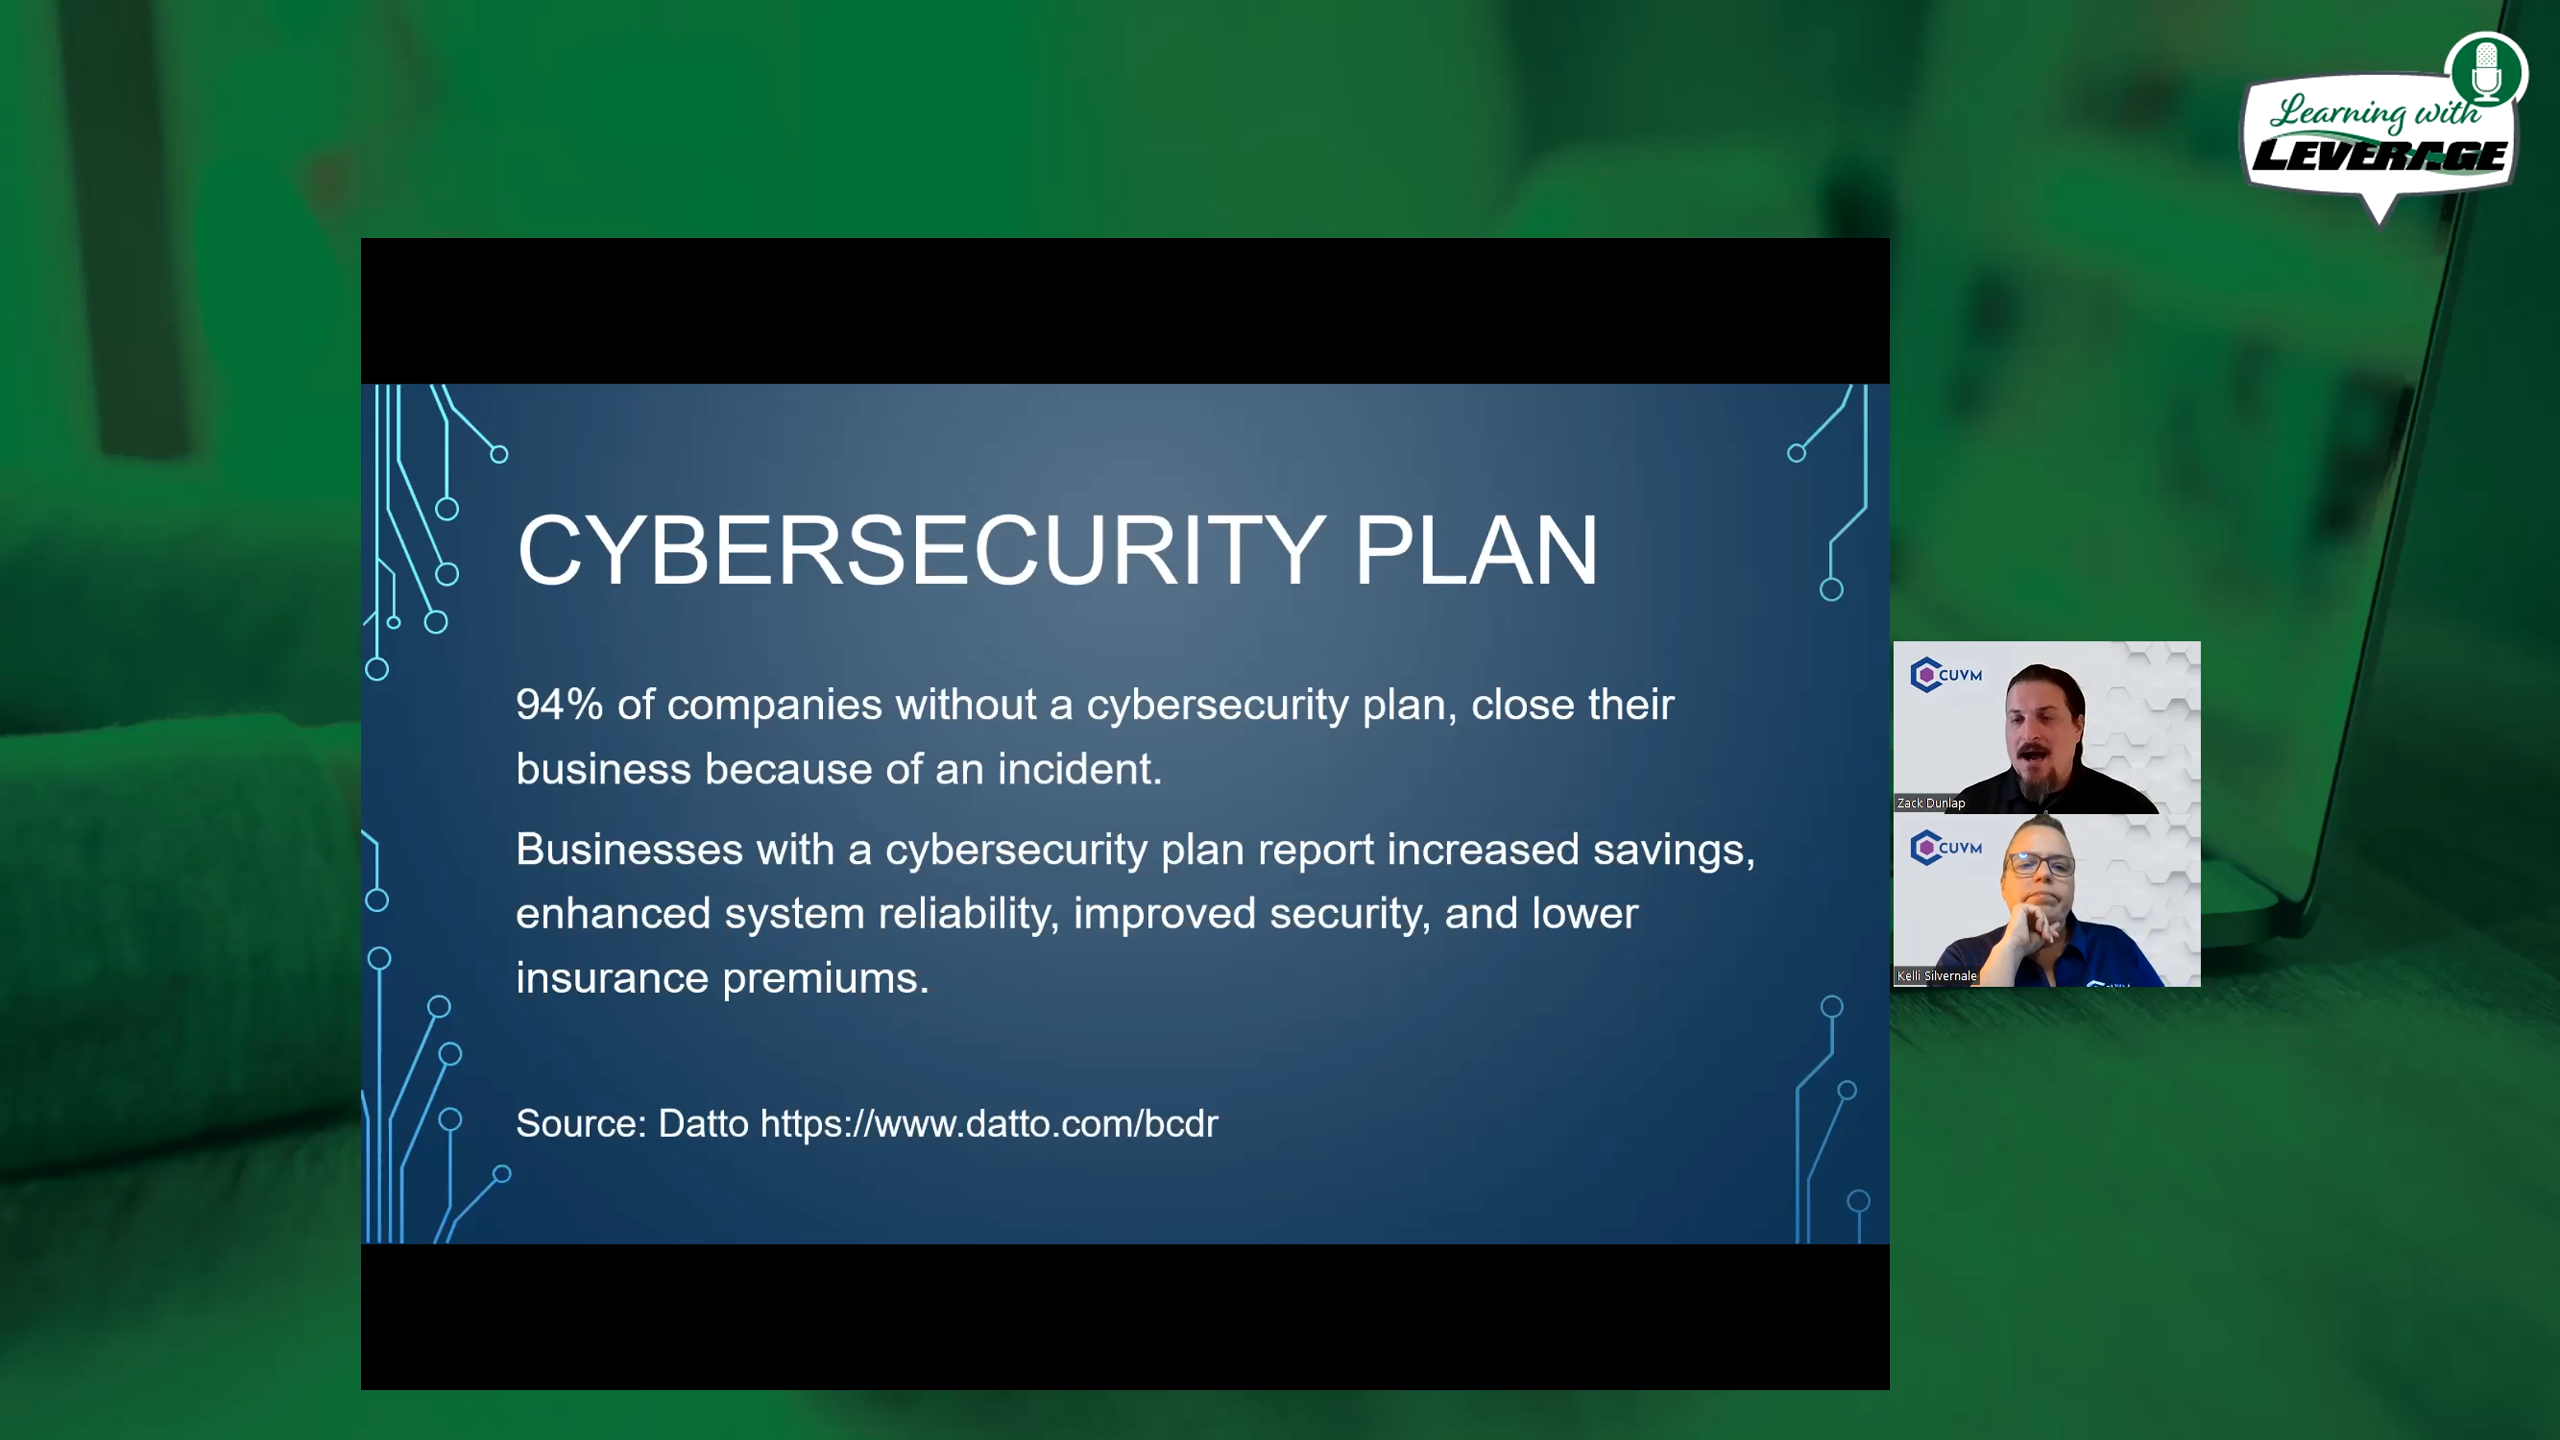 Learning with
LEVERAGE
CYBERSECURITY PLAN
94% of companies without a cybersecurity plan, close their
business because of an incident.
Businesses with a cybersecurity plan report increased savings,
enhanced system reliability, improved security, and lower
insurance premiums.
Source: Datto https://www.datto.com/bcdr
CUVM
Zack Dunlap
CUVM
Kelli Silvernale